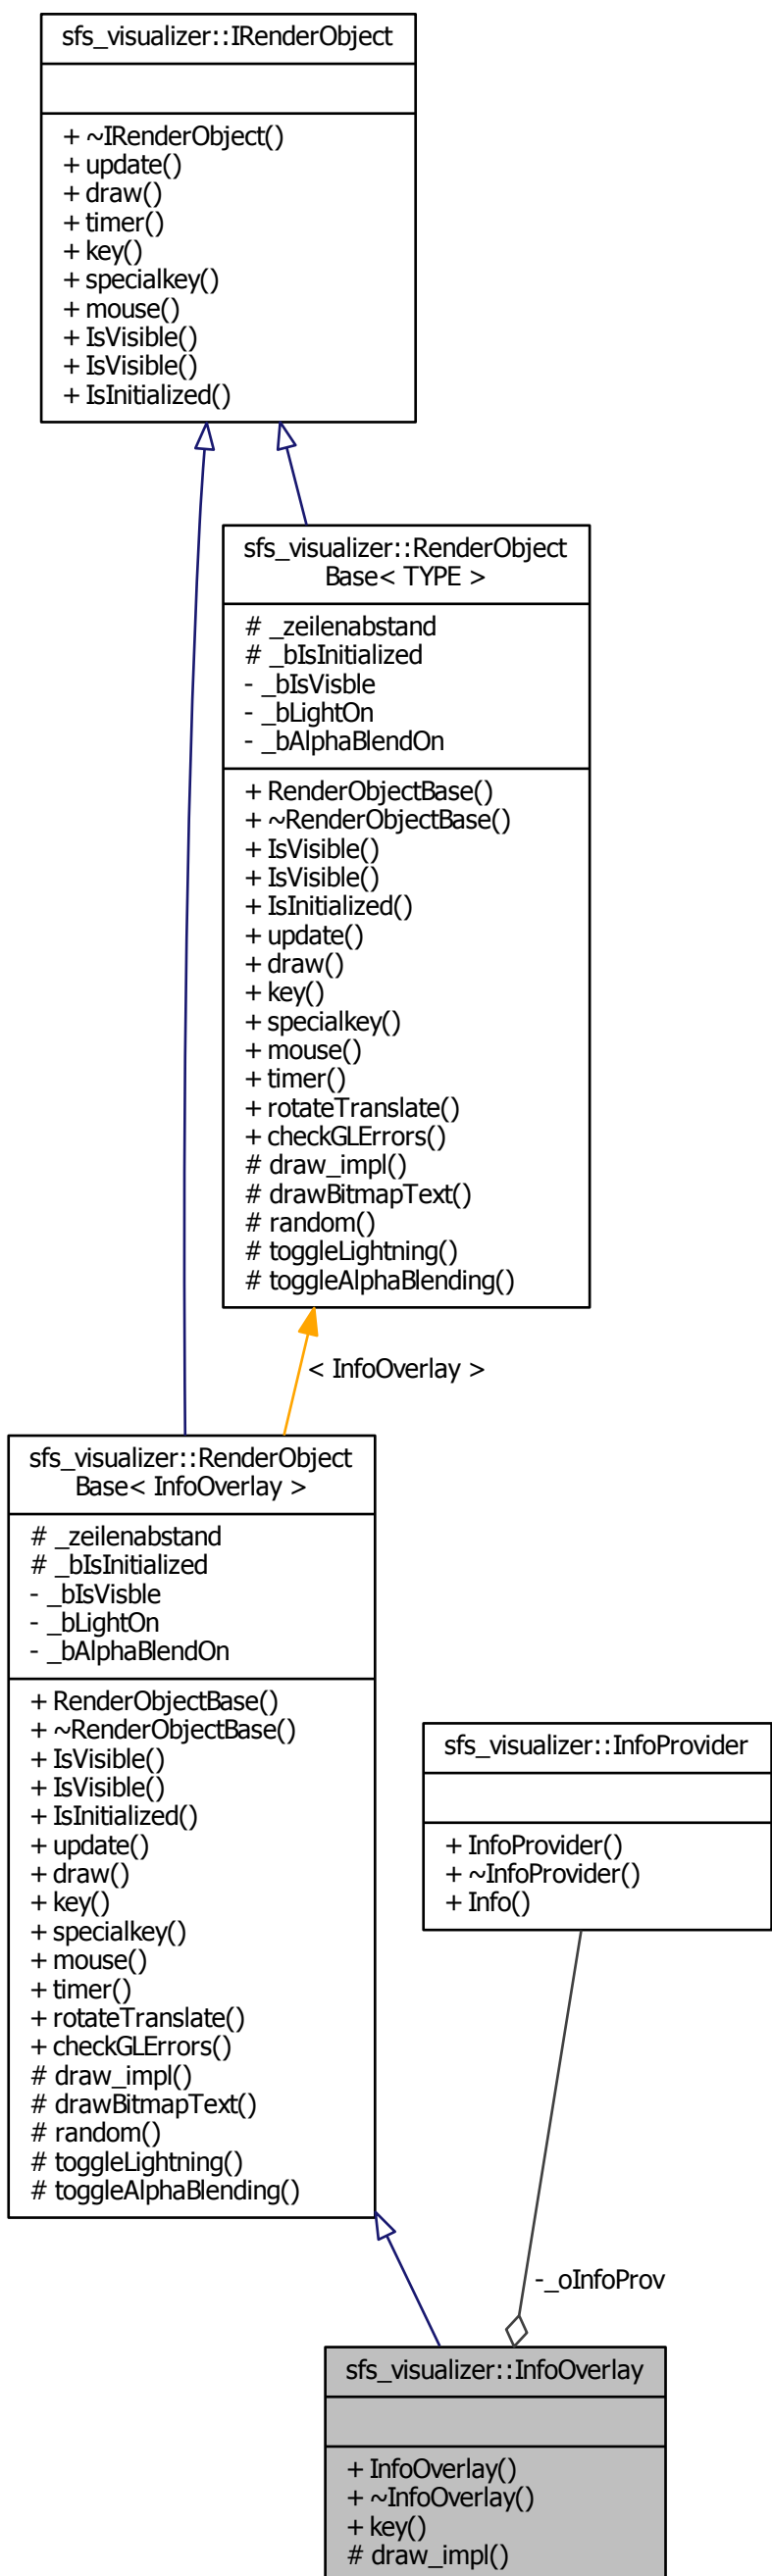 sfs_visualizer::IRenderObject
+ ~IRenderObject()
+ update()
+ draw()
+ timer()
+ key()
+ specialkey()
+ mouse()
+ IsVisible()
+ IsVisible()
+ IsInitialized()
sfs_visualizer::RenderObject
Base< TYPE >
# _zeilenabstand
# _bIsInitialized
- _bIsVisble
- _bLightOn
- _bAlphaBlendOn
+ RenderObjectBase()
+ ~RenderObjectBase()
+ IsVisible()
+ IsVisible()
+ IsInitialized()
+ update()
+ draw()
+ key()
+ specialkey()
+ mouse()
+ timer()
+ rotateTranslate()
+ checkGLErrors()
# draw_impl()
# drawBitmapText()
# random()
# toggleLightning()
# toggleAlphaBlending()
< InfoOverlay >
sfs_visualizer::RenderObject
Base< InfoOverlay >
# _zeilenabstand
# _bIsInitialized
- _bIsVisble
- _bLightOn
- _bAlphaBlendOn
+ RenderObjectBase()
+ ~RenderObjectBase()
+ IsVisible()
+ IsVisible()
+ IsInitialized()
+ update()
+ draw()
+ key()
+ specialkey()
+ mouse()
+ timer()
+ rotateTranslate()
+ checkGLErrors()
# draw_impl()
# drawBitmapText()
# random()
# toggleLightning()
# toggleAlphaBlending()
sfs_visualizer::InfoProvider
+ InfoProvider()
+ ~InfoProvider()
+ Info()
-_oInfoProv
sfs_visualizer::InfoOverlay
+ InfoOverlay()
+ ~InfoOverlay()
+ key()
# draw_impl()